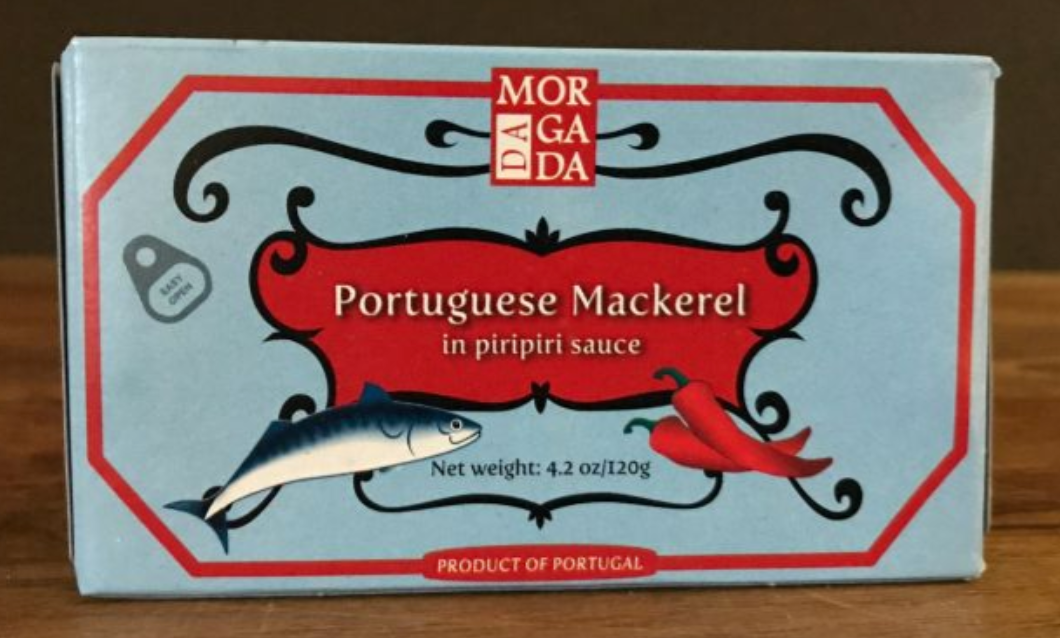 MOR
DA GA
DA
EASY
OPEN
Portuguese Mackerel
in piripiri sauce
Net weight: 4.2 oz/120g
PRODUCT OF PORTUGAL